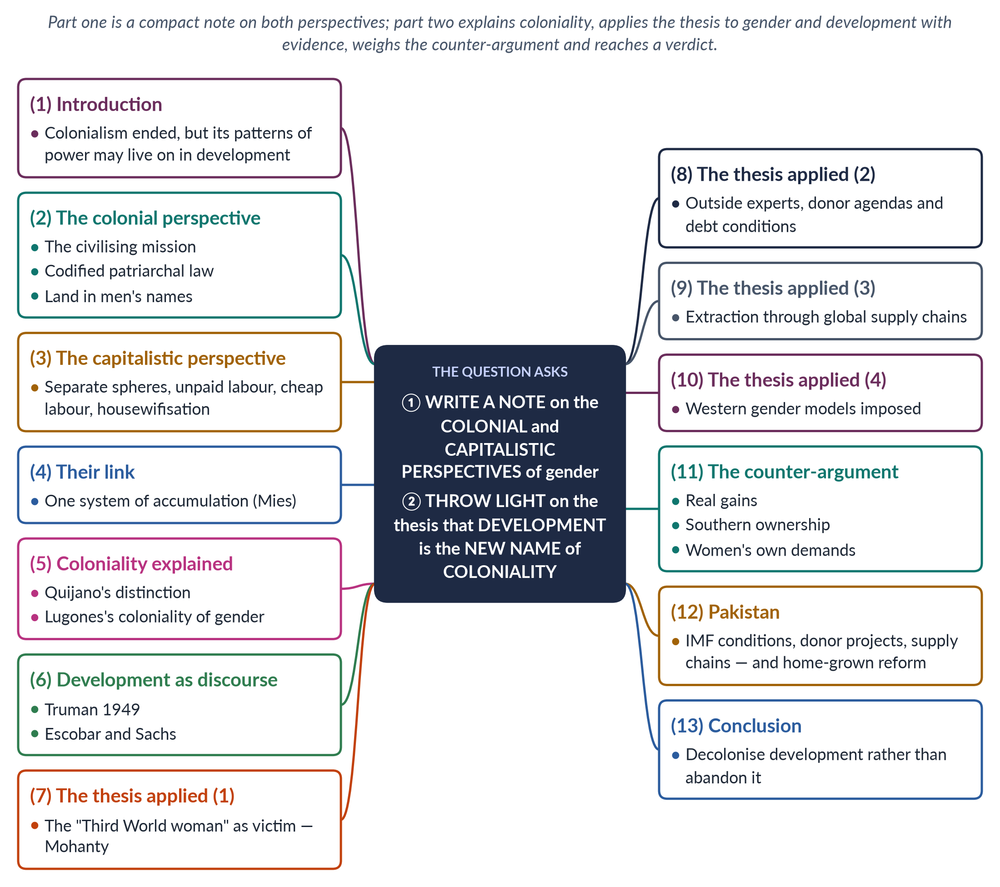 Part one is a compact note on both perspectives; part two explains coloniality, applies the thesis to gender and development with
evidence, weighs the counter-argument and reaches a verdict.
(1) Introduction
● Colonialism ended, but its patterns of
power may live on in development
(2) The colonial perspective
● The civilising mission
● Codified patriarchal law
● Land in men's names
(3) The capitalistic perspective
● Separate spheres, unpaid labour, cheap
labour, housewifisation
(4) Their link
● One system of accumulation (Mies)
(5) Coloniality explained
● Quijano's distinction
● Lugones's coloniality of gender
(6) Development as discourse
● Truman 1949
● Escobar and Sachs
(7) The thesis applied (1)
● The "Third World woman" as victim —
Mohanty
THE QUESTION ASKS
① WRITE A NOTE on the
COLONIAL and
CAPITALISTIC
PERSPECTIVES of gender
② THROW LIGHT on the
thesis that DEVELOPMENT
is the NEW NAME of
COLONIALITY
(8) The thesis applied (2)
● Outside experts, donor agendas and
debt conditions
(9) The thesis applied (3)
● Extraction through global supply chains
(10) The thesis applied (4)
● Western gender models imposed
(11) The counter-argument
● Real gains
● Southern ownership
● Women's own demands
(12) Pakistan
● IMF conditions, donor projects, supply
chains — and home-grown reform
(13) Conclusion
● Decolonise development rather than
abandon it